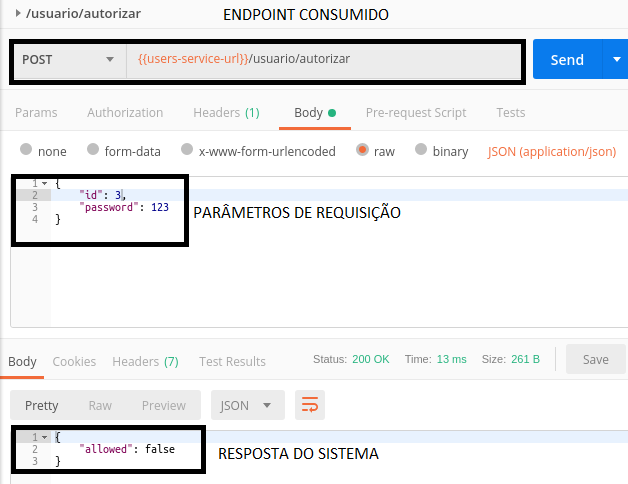 /usuario/autorizar ENDPOINT CONSUMIDO
POST {{users-service-url}}/usuario/autorizar Send
Params Authorization Headers (1) Body Pre-request Script Tests
none form-data x-www-form-urlencoded raw binary JSON (application/json)
1 {
2 "id": 3,
3 "password": 123 PARÂMETROS DE REQUISIÇÃO
4 }
Body Cookies Headers (7) Test Results Status: 200 OK Time: 13 ms Size: 261 B Save
Pretty Raw Preview JSON
1 {
2 "allowed": false RESPOSTA DO SISTEMA
3 }